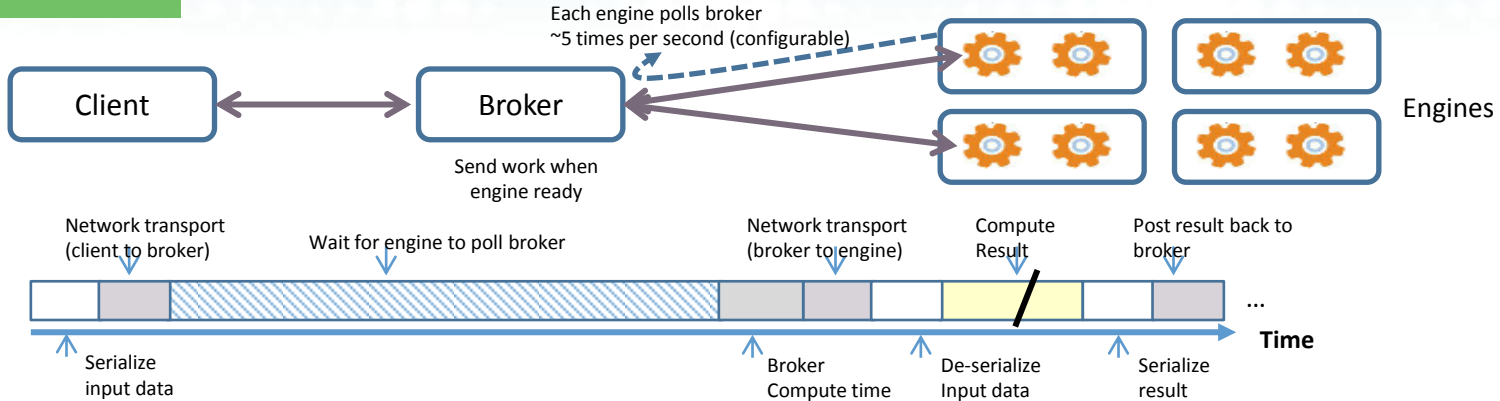 Each engine polls broker
~5 times per second (configurable)
Client
Broker
Engines
Send work when
engine ready
Network transport
(client to broker)
Wait for engine to poll broker
Network transport
(broker to engine)
Compute
Result
Post result back to
broker
...
Time
Serialize
input data
Broker
Compute time
De-serialize
Input data
Serialize
result